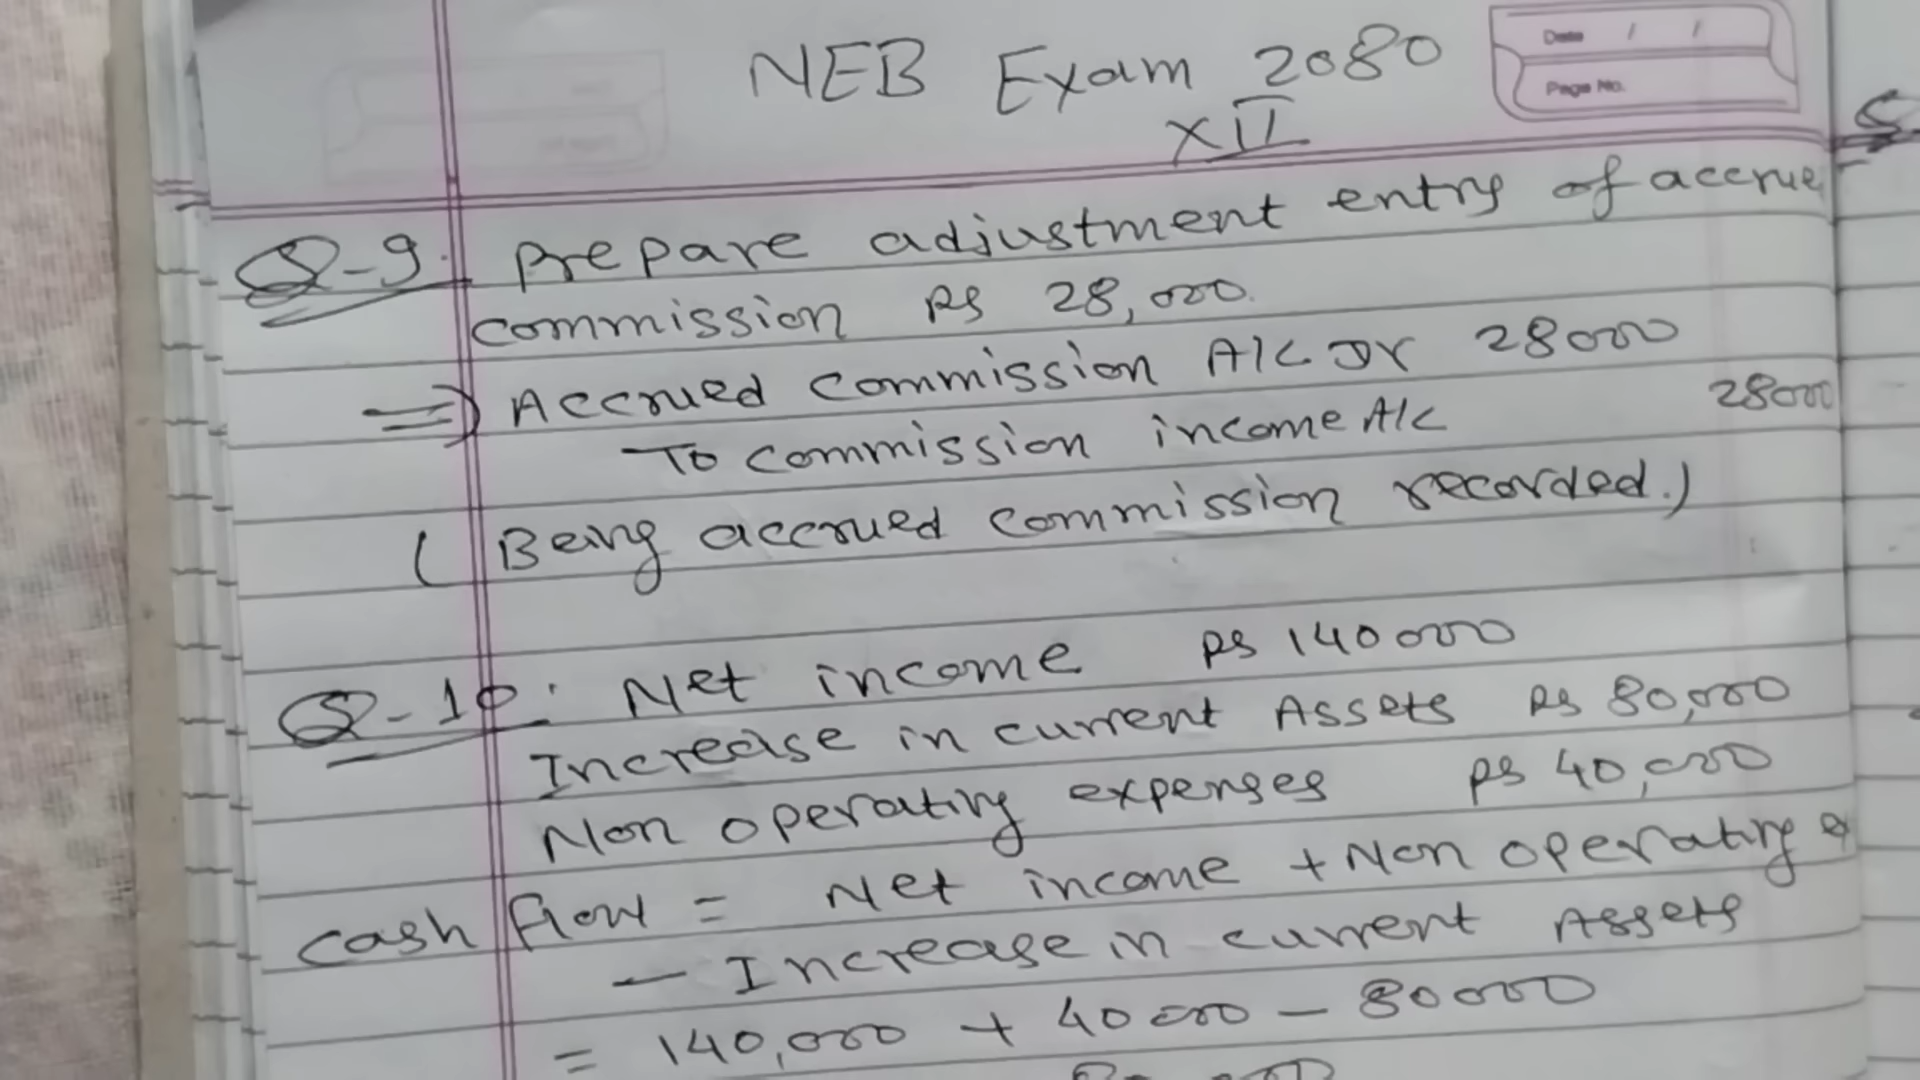 NEB Exam 2080
XII
Date / /
Page No.
Q-9. Prepare adjustment entry of accrue
commission Rs 28,000.
=) Accrued commission A/C Dr 28000
To commission income A/C 28000
( Being accrued commission recorded.)
Q-10. Net income Rs 140000
Increase in current Assets Rs 80,000
Non operating expenses Rs 40,000
cash flow = Net income + Non operating
- Increase in current Assets
= 140,000 + 40000 - 80000